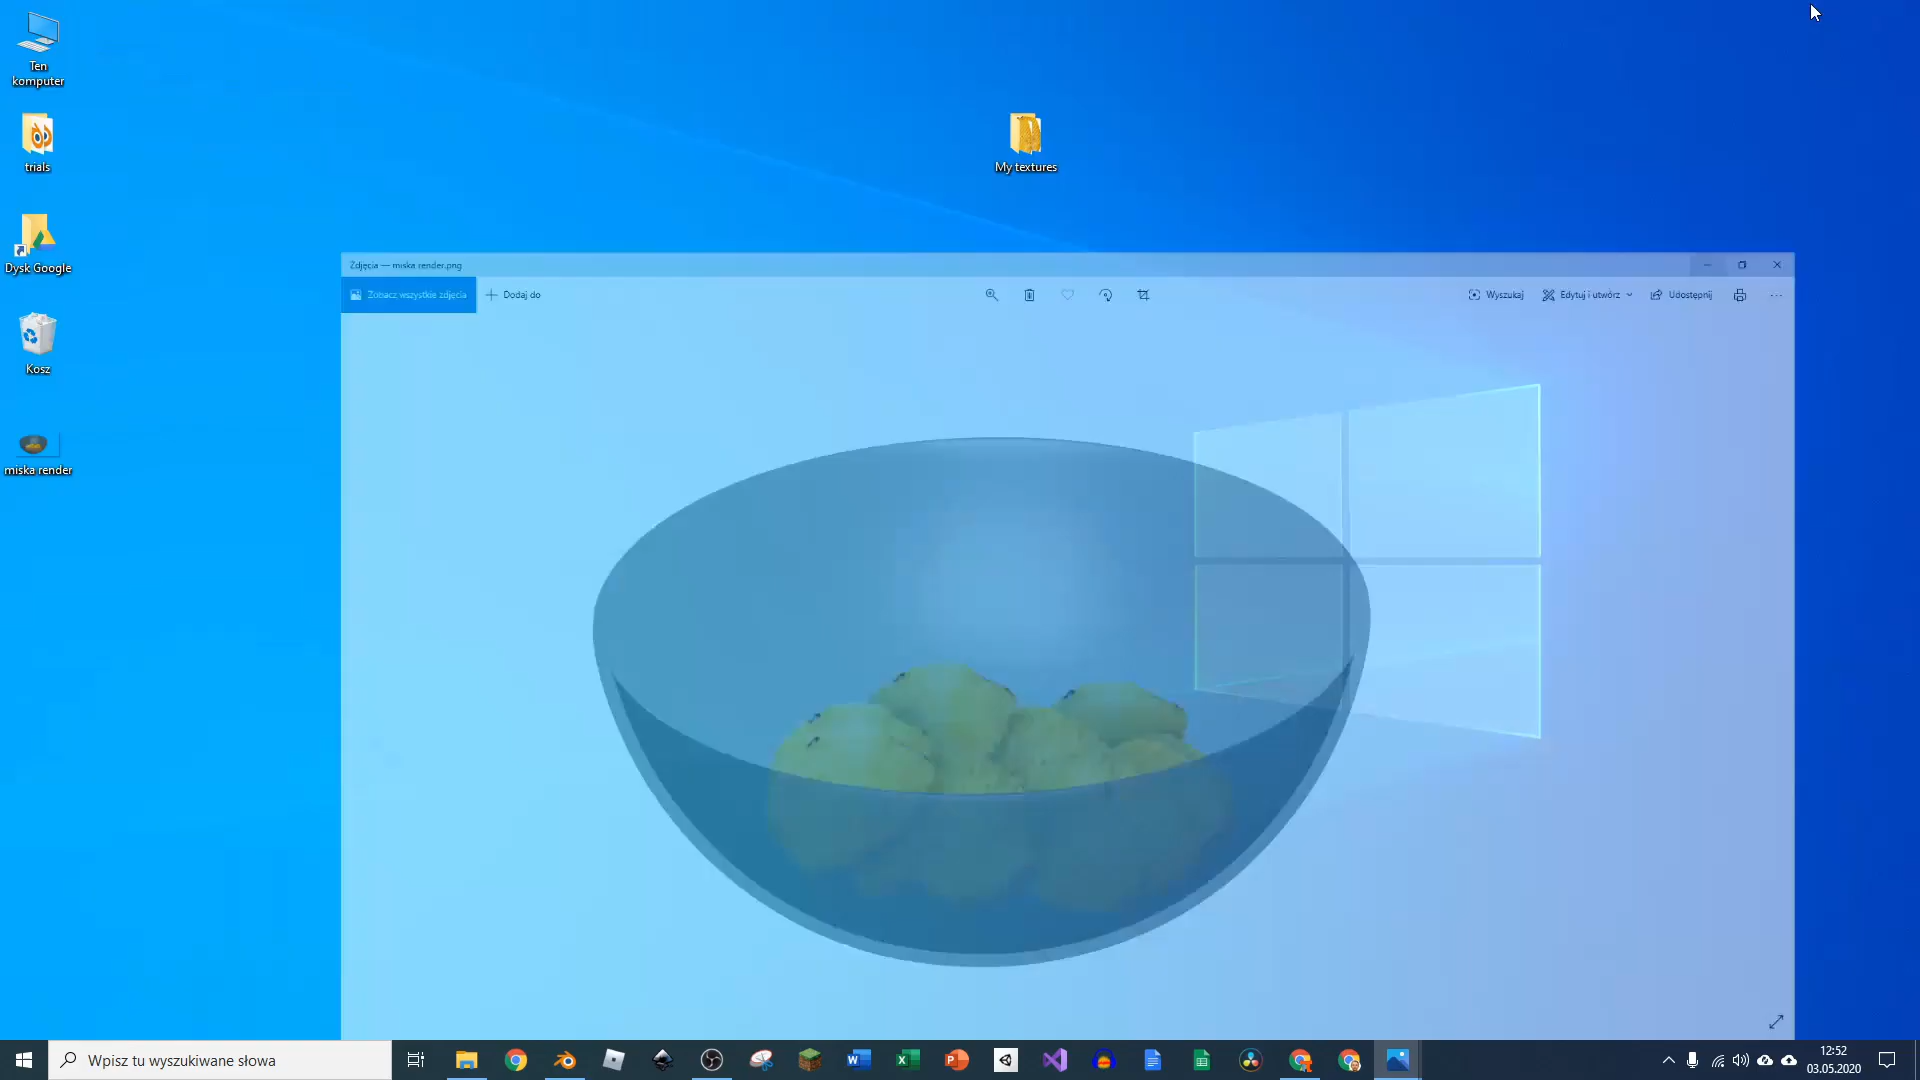 Ten
komputer
trials
Dysk Google
Kosz
miska render
My textures
Zdjęcia — miska render.png
Zobacz wszystkie zdjęcia
Dodaj do
Wyszukaj
Edytuj i utwórz
Udostępnij
Wpisz tu wyszukiwane słowa
12:52
03.05.2020